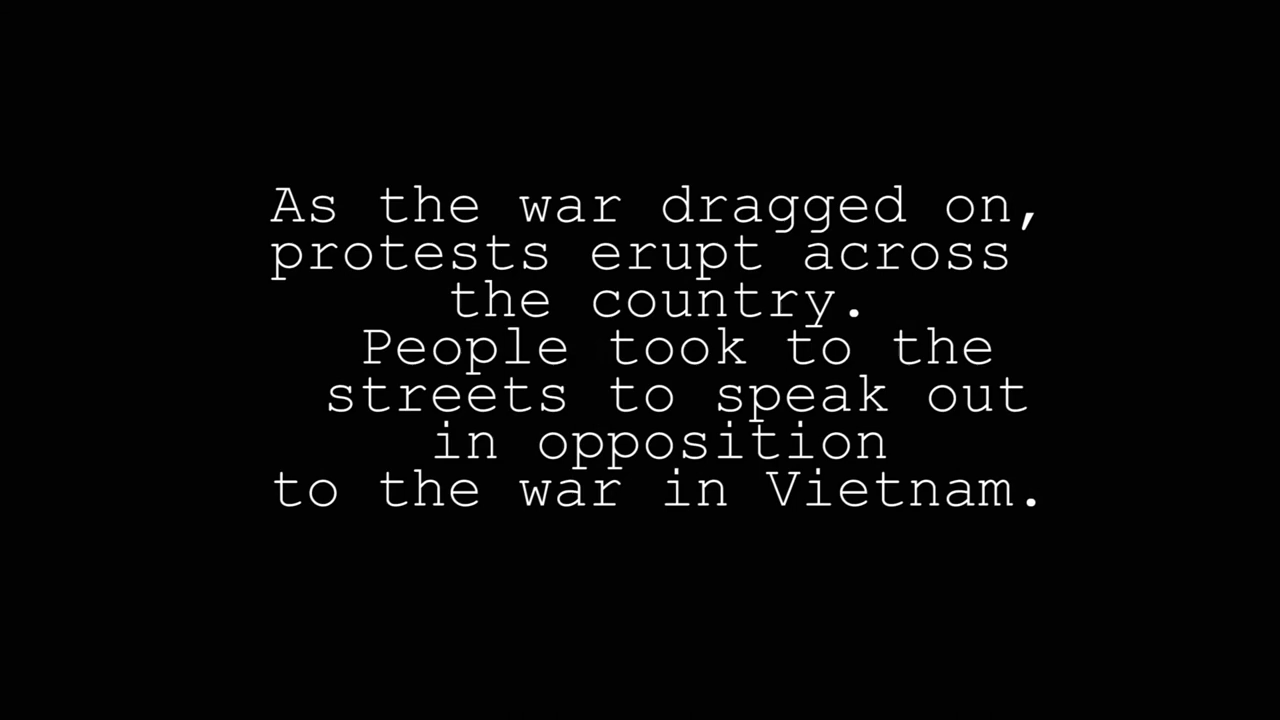 As the war dragged on,
protests erupt across
the country.
People took to the
streets to speak out
in opposition
to the war in Vietnam.